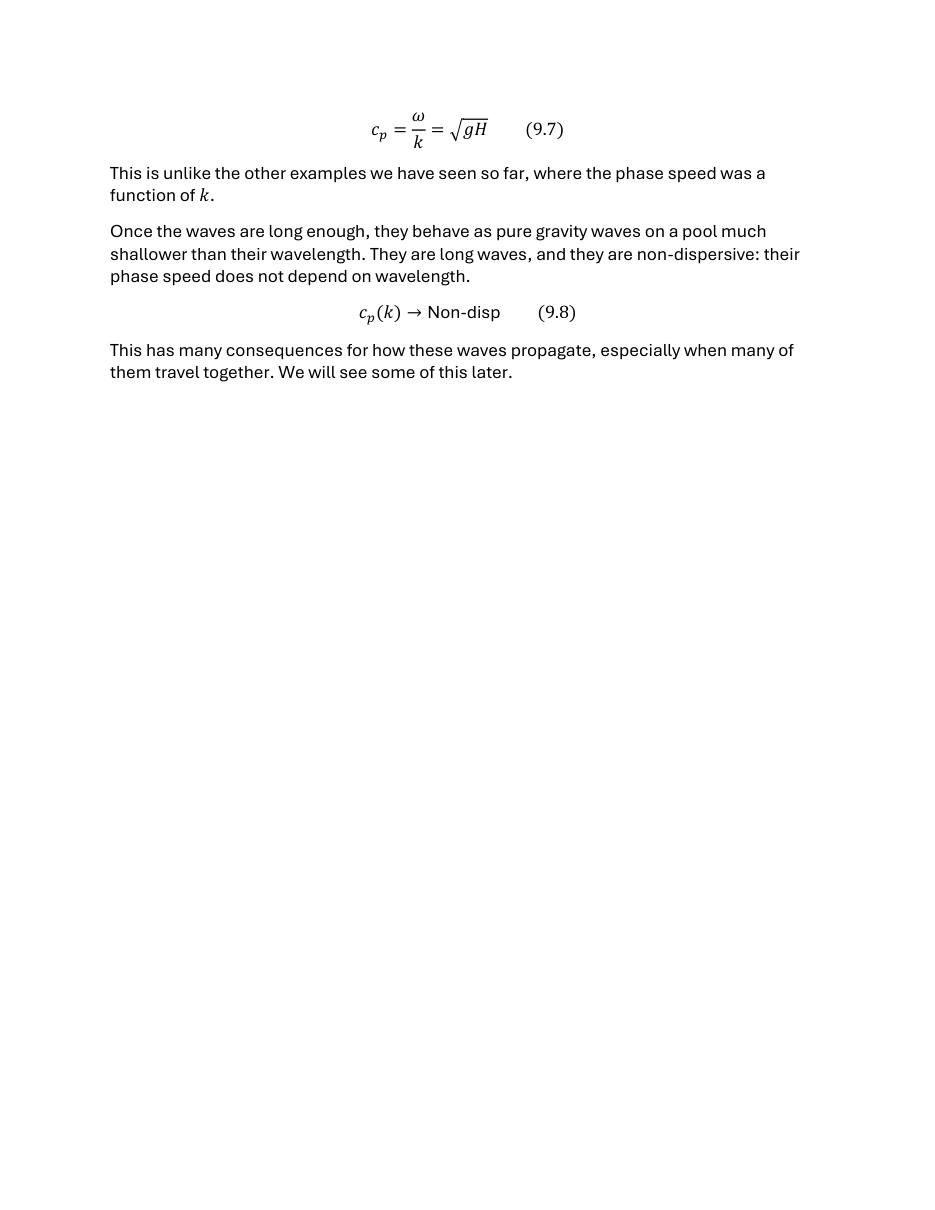 c_p = ω/k = √gH (9.7)
This is unlike the other examples we have seen so far, where the phase speed was a
function of k.
Once the waves are long enough, they behave as pure gravity waves on a pool much
shallower than their wavelength. They are long waves, and they are non-dispersive: their
phase speed does not depend on wavelength.
c_p(k) → Non-disp (9.8)
This has many consequences for how these waves propagate, especially when many of
them travel together. We will see some of this later.